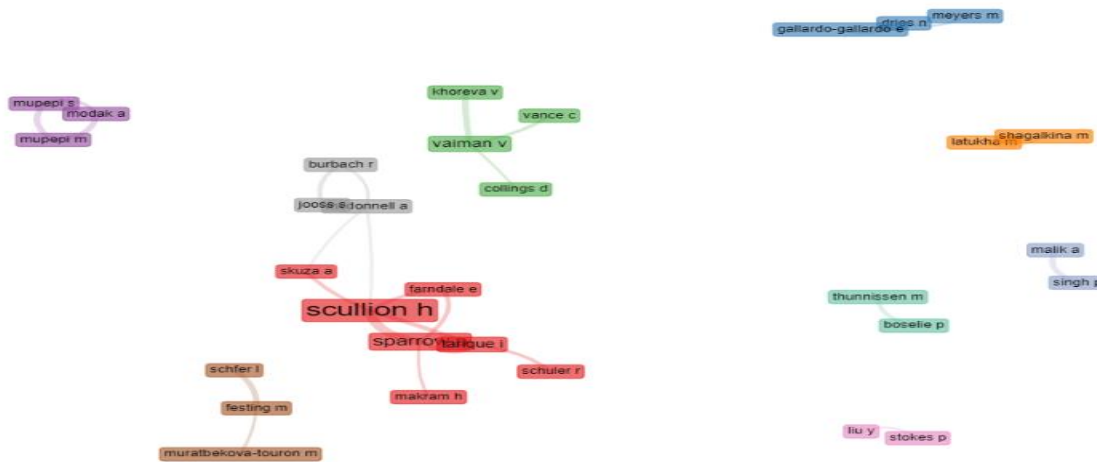 meyers m
dries n
gallardo-gallardo e
khoreva v
mupepi s
modak a
vance c
mupepi m
shagalkina m
latukha m
vaiman v
burbach r
collings d
jooss s
donnell a
malik a
skuza a
singh p
farndale e
thunnissen m
scullion h
boselie p
sparrow
tarique i
schfer l
schuler r
makram h
festing m
liu y
stokes p
muratbekova-touron m